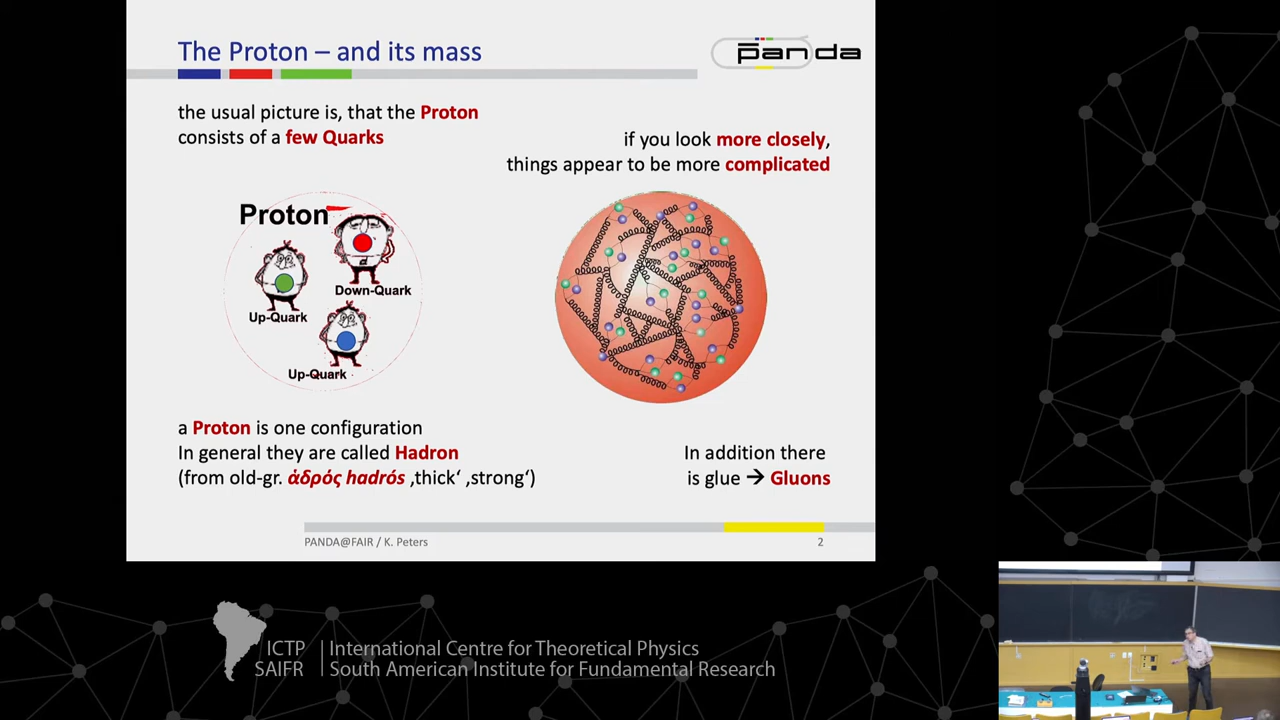 The Proton – and its mass
panda
the usual picture is, that the Proton
consists of a few Quarks
if you look more closely,
things appear to be more complicated
Proton
Down-Quark
Up-Quark
Up-Quark
a Proton is one configuration
In general they are called Hadron
(from old-gr. ἁδρός hadrós ‚thick‘ ‚strong‘)
In addition there
is glue → Gluons
PANDA@FAIR / K. Peters
2
ICTP
SAIFR
International Centre for Theoretical Physics
South American Institute for Fundamental Research